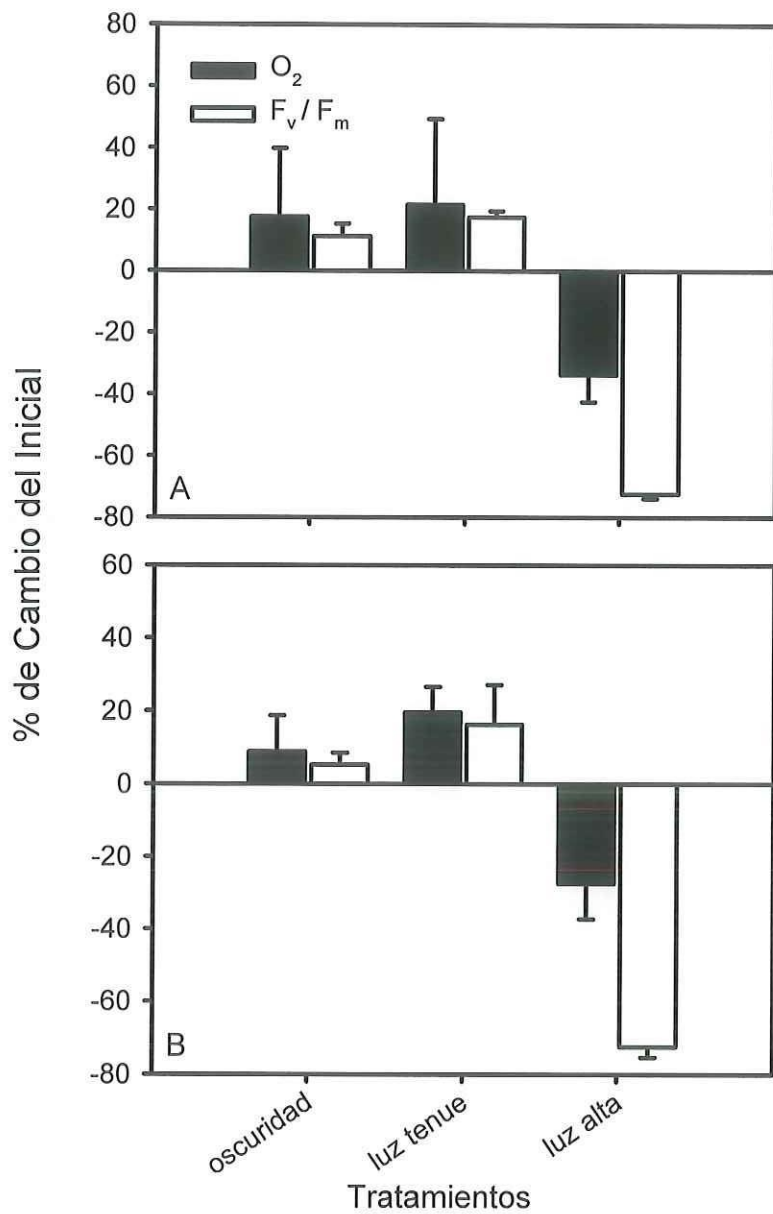 % de Cambio del Inicial
80
60
40
20
0
-20
-40
-60
-80
O₂
Fᵥ / Fₘ
A
60
40
20
0
-20
-40
-60
-80
B
oscuridad
luz tenue
luz alta
Tratamientos